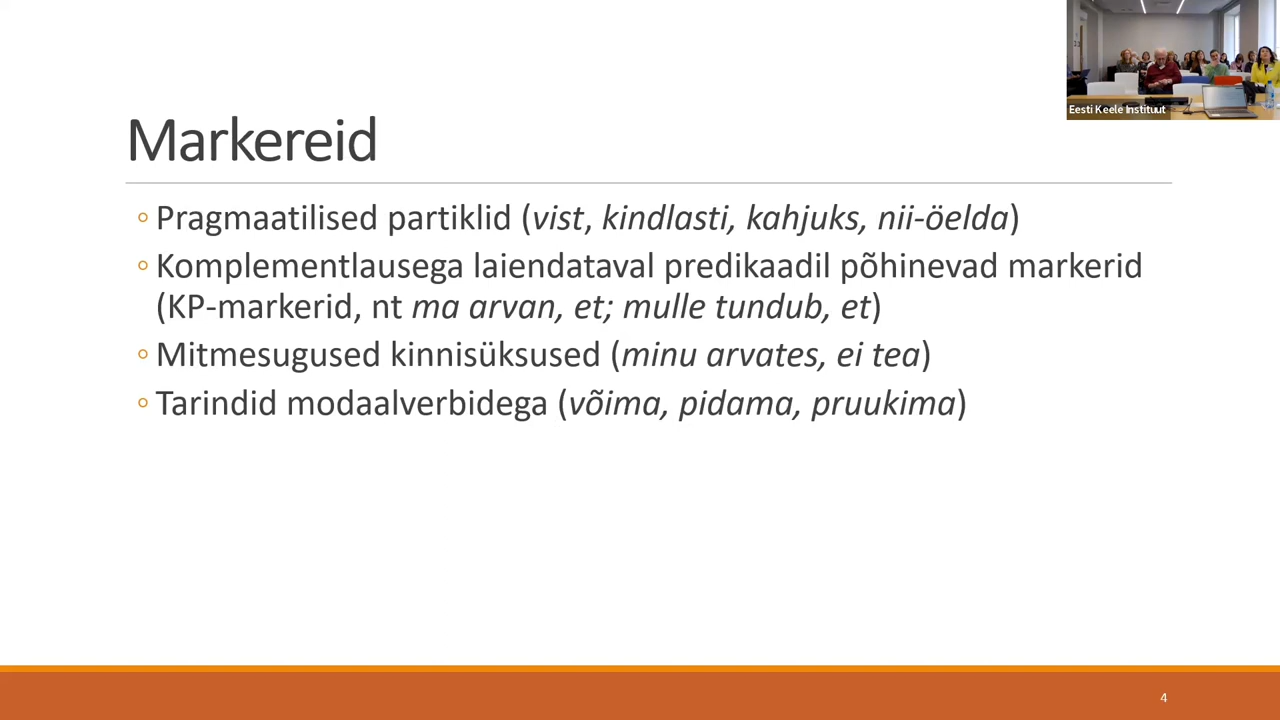 Eesti Keele Instituut
Markereid
◦ Pragmaatilised partiklid (vist, kindlasti, kahjuks, nii-öelda)
◦ Komplementlausega laiendataval predikaadil põhinevad markerid
(KP-markerid, nt ma arvan, et; mulle tundub, et)
◦ Mitmesugused kinnisüksused (minu arvates, ei tea)
◦ Tarindid modaalverbidega (võima, pidama, pruukima)
4